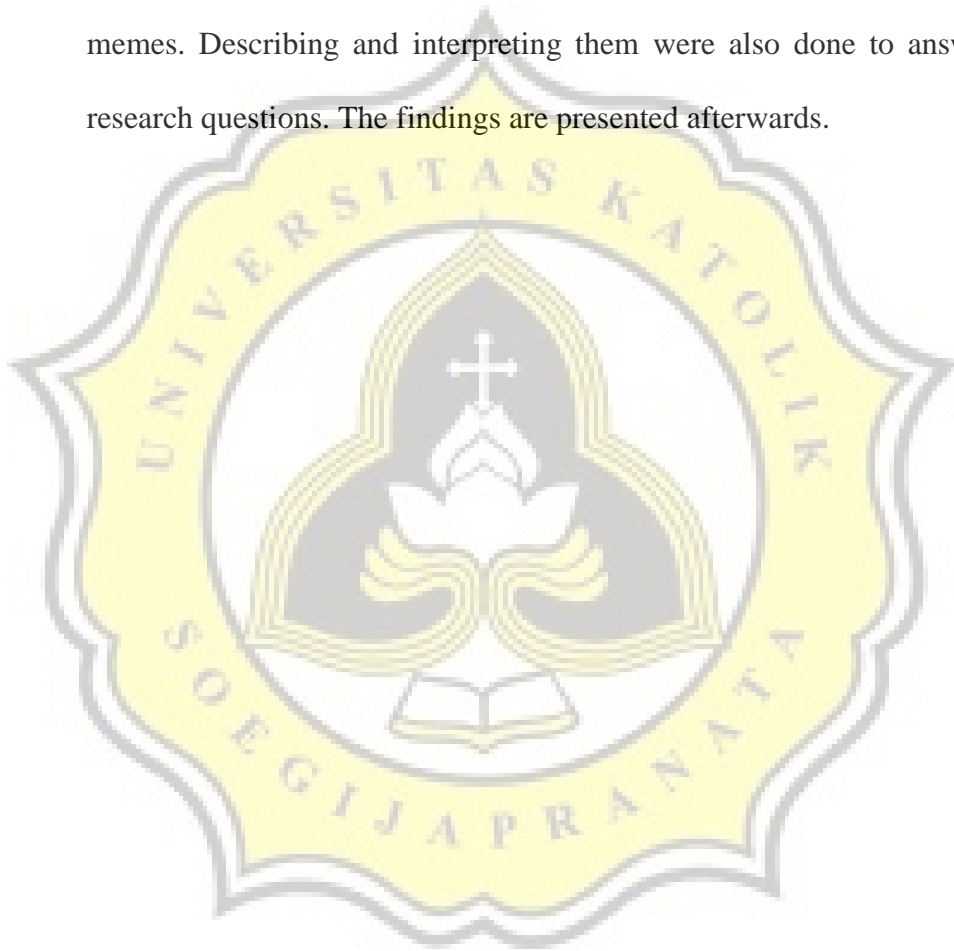 memes. Describing and interpreting them were also done to answ
research questions. The findings are presented afterwards.
UNIVERSITAS KATOLIK
SOEGIJAPRANATA